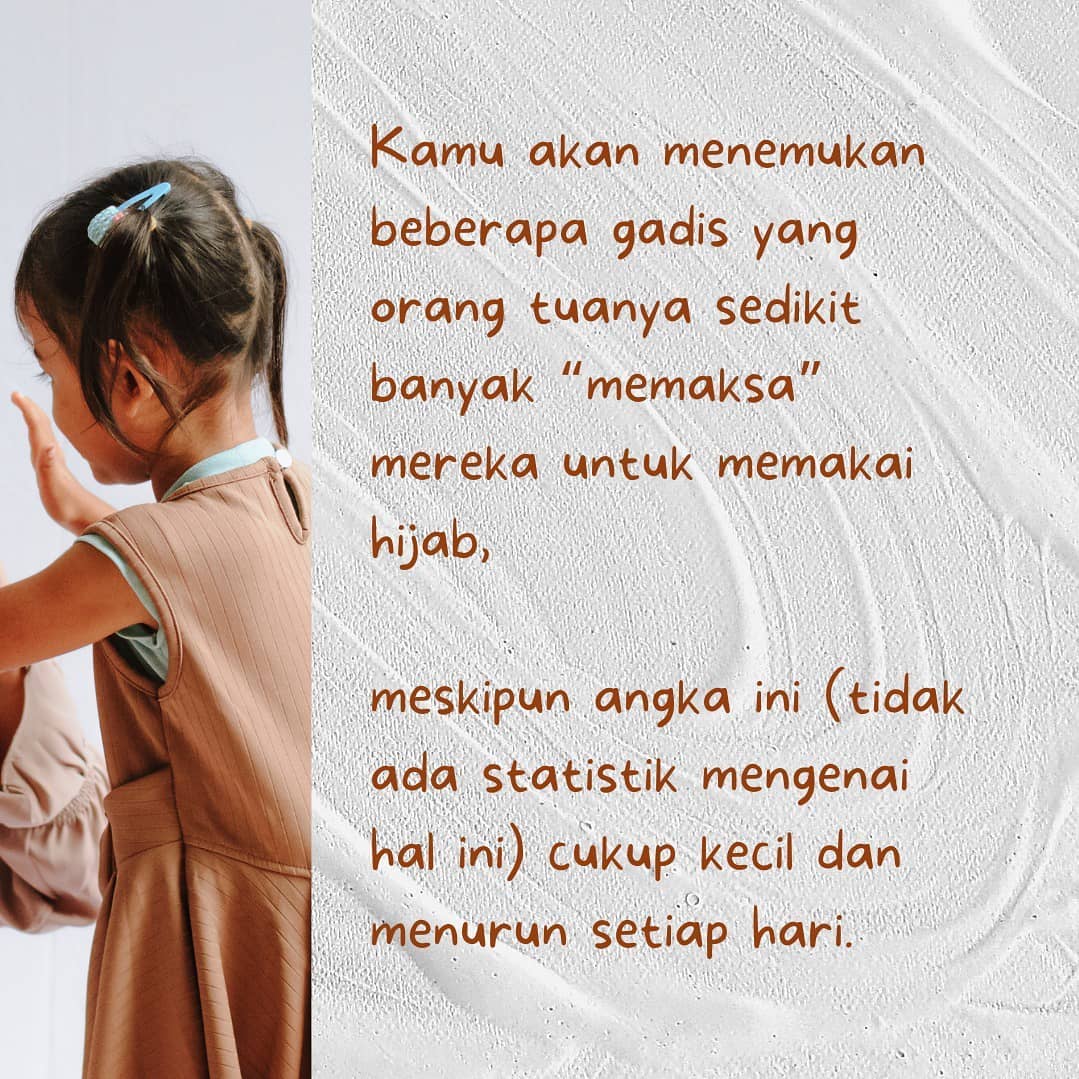 Kamu akan menemukan
beberapa gadis yang
orang tuanya sedikit
banyak “memaksa”
mereka untuk memakai
hijab,
meskipun angka ini (tidak
ada statistik mengenai
hal ini) cukup kecil dan
menurun setiap hari.